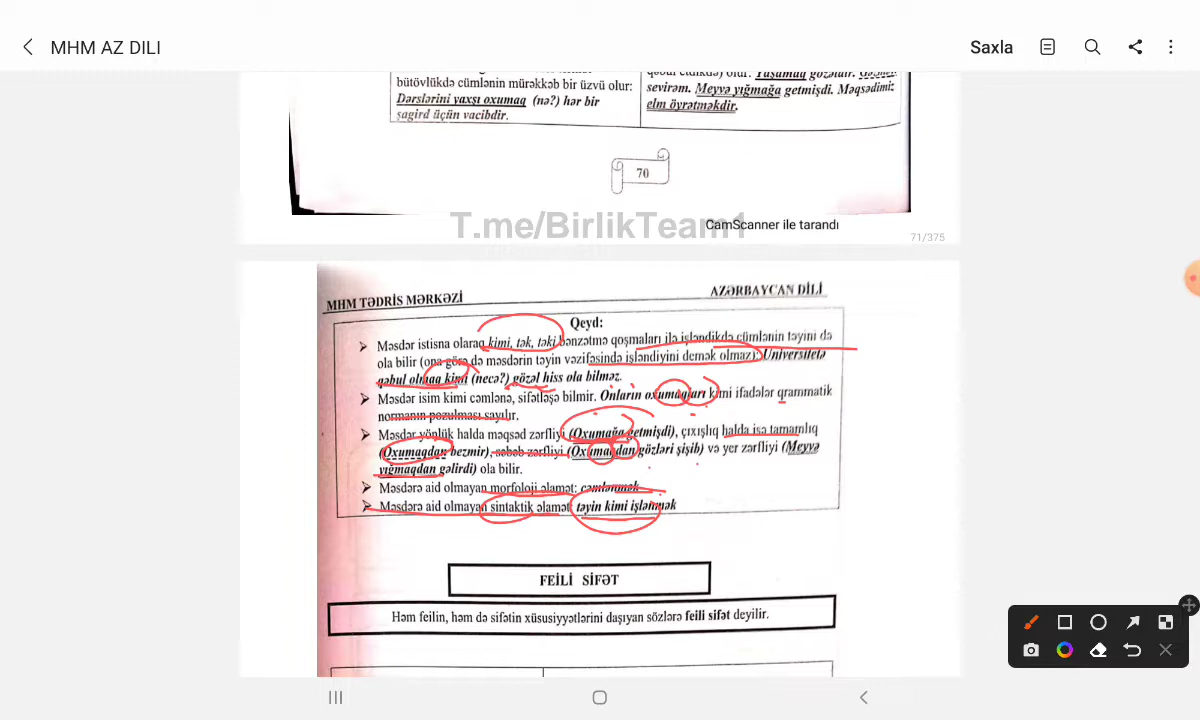 MHM AZ DILI
Saxla
bütövlükdə cümlənin mürəkkəb bir üzvü olur:
Dərslərini yaxşı oxumaq (nə?) hər bir
şagird üçün vacibdir.
olur: Yaşamaq gözəldir.
sevirəm. Meyvə yığmağa getmişdi. Məqsədimiz
elm öyrətməkdir.
70
T.me/BirlikTeam1
CamScanner ile tarandı
71/375
MHM TƏDRİS MƏRKƏZİ
AZƏRBAYCAN DİLİ
Qeyd:
➤ Məsdər istisna olaraq kimi, tək, təki bənzətmə qoşmaları ilə işləndikdə cümlənin təyini də
ola bilir (ona görə də məsdərin təyin vəzifəsində işləndiyini demək olmaz): Universitetə
qəbul olmaq kimi (necə?) gözəl hiss ola bilməz.
➤ Məsdər isim kimi cəmlənə, sifətləşə bilmir. Onların oxumaqları kimi ifadələr qrammatik
normanın pozulması sayılır.
➤ Məsdər yönlük halda məqsəd zərfliyi (Oxumağa getmişdi), çıxışlıq halda isə tamamlıq
(Oxumaqdan bezmir), səbəb zərfliyi (Oxumaqdan gözləri şişib) və yer zərfliyi (Meyvə
yığmaqdan gəlirdi) ola bilir.
➤ Məsdərə aid olmayan morfoloji əlamət: cəmlənmək
➤ Məsdərə aid olmayan sintaktik əlamət: təyin kimi işlənmək
FEİLİ SİFƏT
Həm feilin, həm də sifətin xüsusiyyətlərini daşıyan sözlərə feili sifət deyilir.